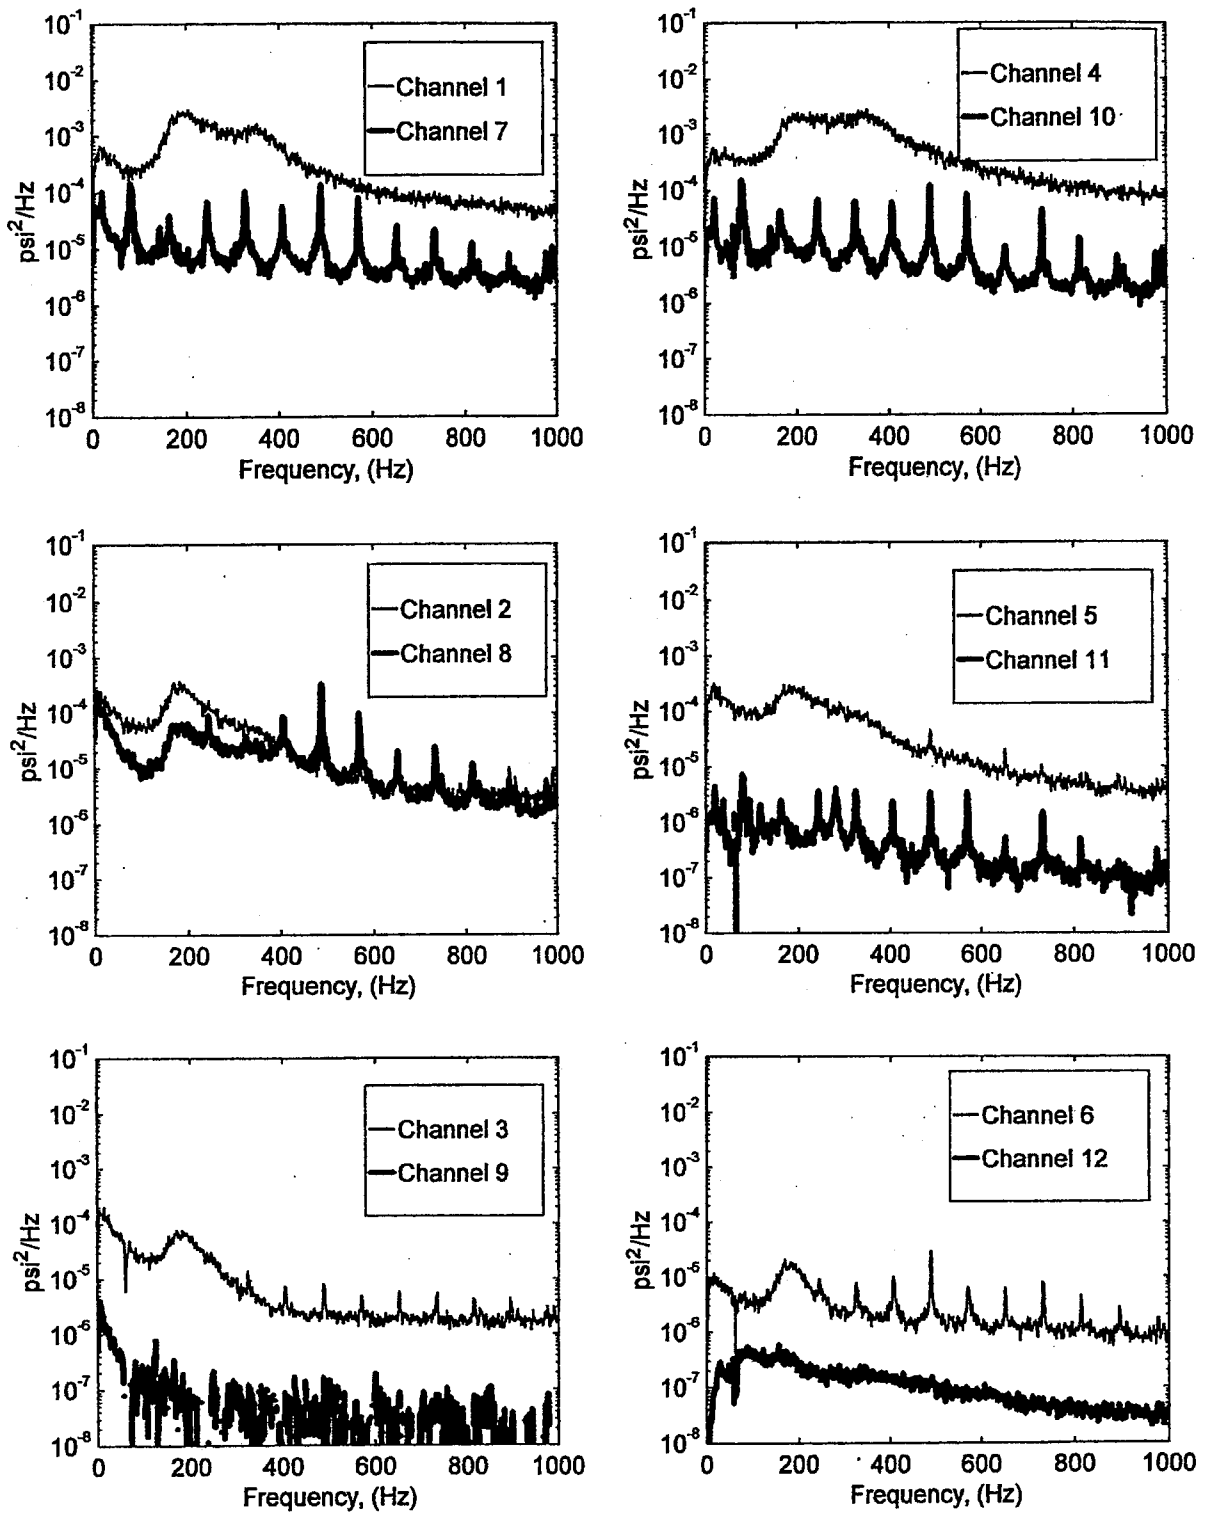 10^-1
10^-2
10^-3
10^-4
10^-5
10^-6
10^-7
10^-8
psi^2/Hz
Channel 1
Channel 7
0 200 400 600 800 1000
Frequency, (Hz)
10^-1
10^-2
10^-3
10^-4
10^-5
10^-6
10^-7
10^-8
psi^2/Hz
Channel 4
Channel 10
0 200 400 600 800 1000
Frequency, (Hz)
10^-1
10^-2
10^-3
10^-4
10^-5
10^-6
10^-7
10^-8
psi^2/Hz
Channel 2
Channel 8
0 200 400 600 800 1000
Frequency, (Hz)
10^-1
10^-2
10^-3
10^-4
10^-5
10^-6
10^-7
10^-8
psi^2/Hz
Channel 5
Channel 11
0 200 400 600 800 1000
Frequency, (Hz)
10^-1
10^-2
10^-3
10^-4
10^-5
10^-6
10^-7
10^-8
psi^2/Hz
Channel 3
Channel 9
0 200 400 600 800 1000
Frequency, (Hz)
10^-1
10^-2
10^-3
10^-4
10^-5
10^-6
10^-7
10^-8
psi^2/Hz
Channel 6
Channel 12
0 200 400 600 800 1000
Frequency, (Hz)